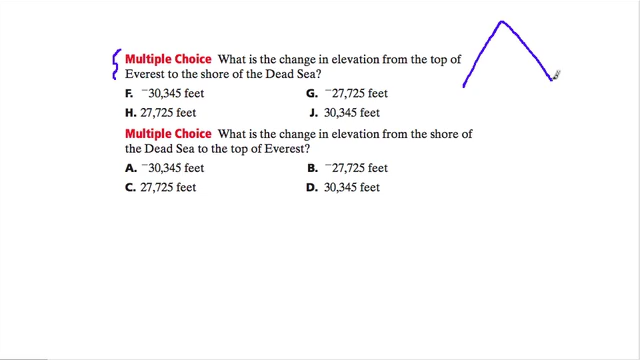 Multiple Choice What is the change in elevation from the top of
Everest to the shore of the Dead Sea?
F. ⁻30,345 feet G. ⁻27,725 feet
H. 27,725 feet J. 30,345 feet
Multiple Choice What is the change in elevation from the shore of
the Dead Sea to the top of Everest?
A. ⁻30,345 feet B. ⁻27,725 feet
C. 27,725 feet D. 30,345 feet